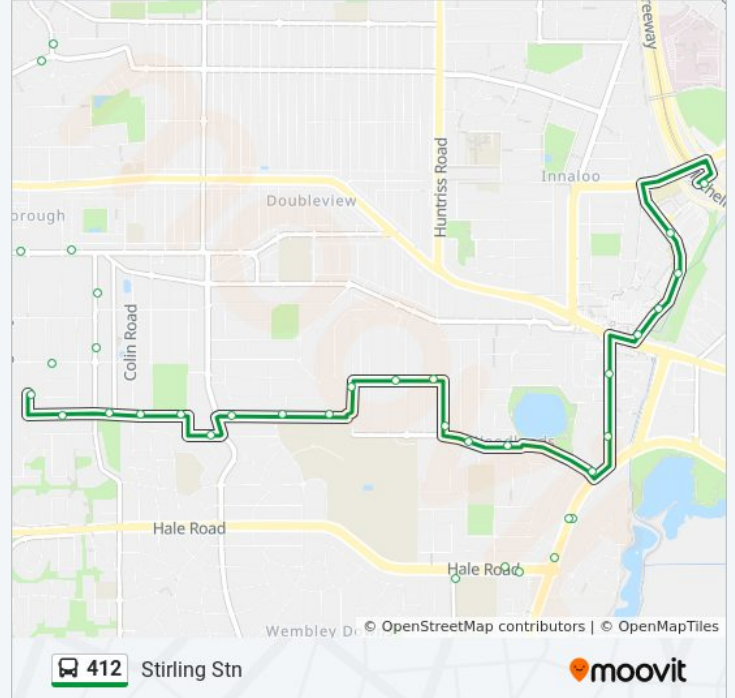 reeway
Huntriss Road
Innaloo
Doubleview
orough
Colin Road
Hale Road
Hale Road
Wembley Do
© OpenStreetMap contributors | © OpenMapTiles
412 Stirling Stn
moovit